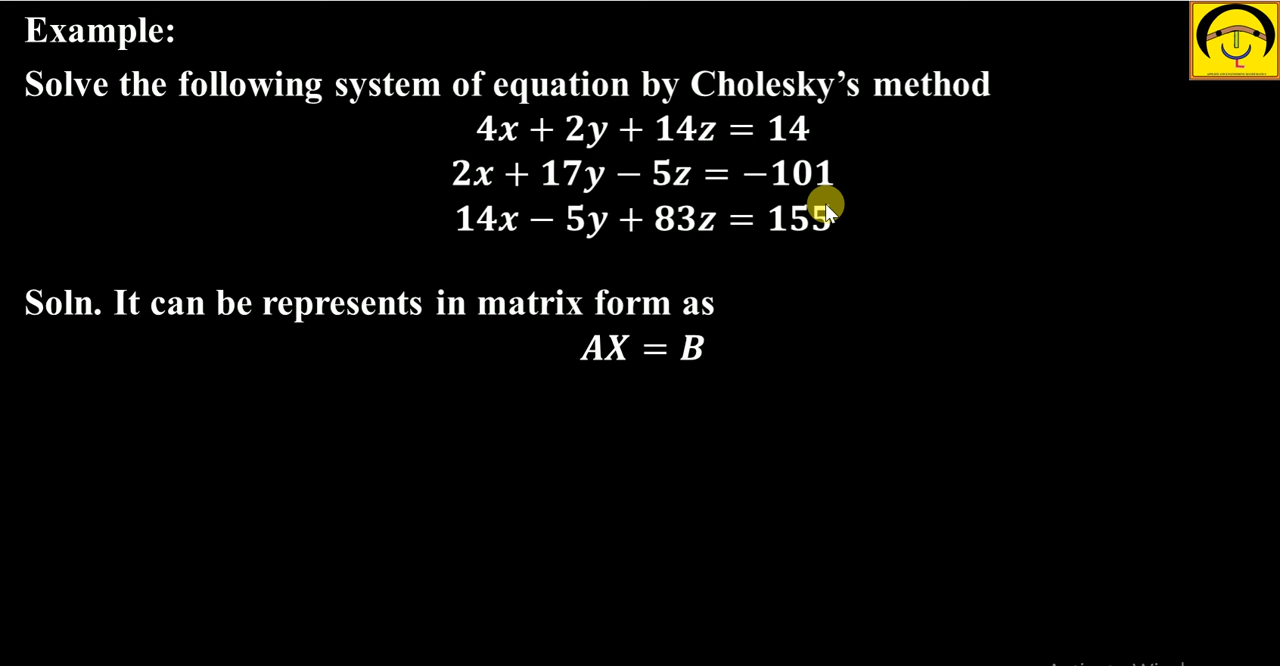 Example:
Solve the following system of equation by Cholesky’s method
4x + 2y + 14z = 14
2x + 17y − 5z = −101
14x − 5y + 83z = 155
Soln. It can be represents in matrix form as
AX = B